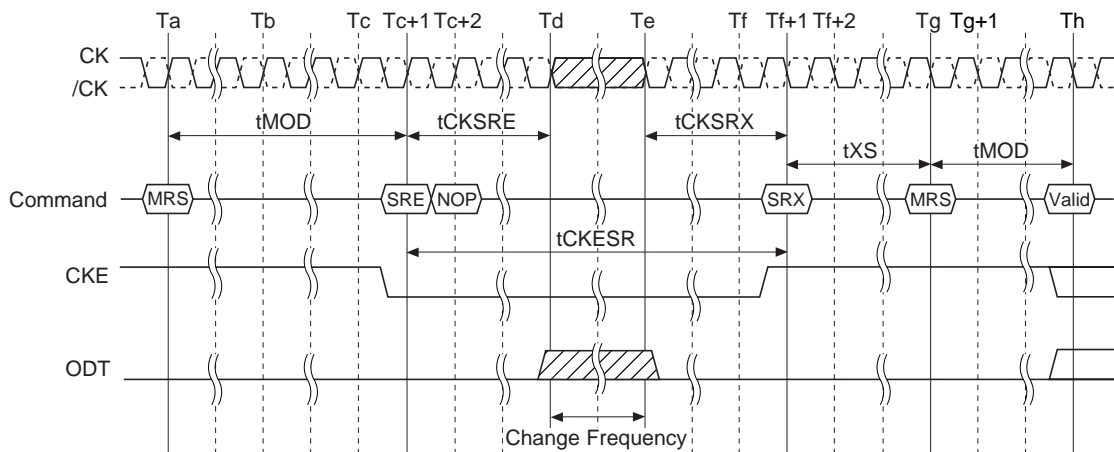 Ta Tb Tc Tc+1 Tc+2 Td Te Tf Tf+1 Tf+2 Tg Tg+1 Th
CK
/CK
tMOD tCKSRE tCKSRX
tXS tMOD
Command MRS SRE NOP SRX MRS Valid
tCKESR
CKE
ODT
Change Frequency